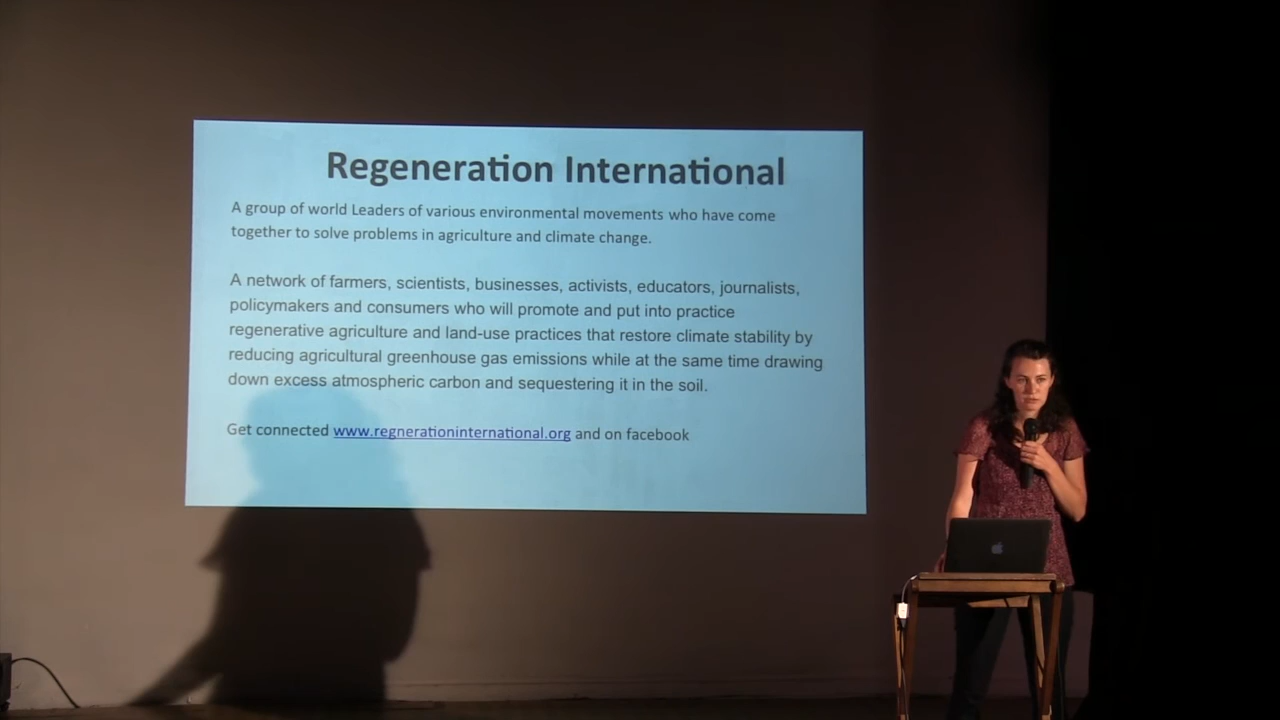 Regeneration International
A group of world Leaders of various environmental movements who have come
together to solve problems in agriculture and climate change.
A network of farmers, scientists, businesses, activists, educators, journalists,
policymakers and consumers who will promote and put into practice
regenerative agriculture and land-use practices that restore climate stability by
reducing agricultural greenhouse gas emissions while at the same time drawing
down excess atmospheric carbon and sequestering it in the soil.
Get connected www.regnerationinternational.org and on facebook